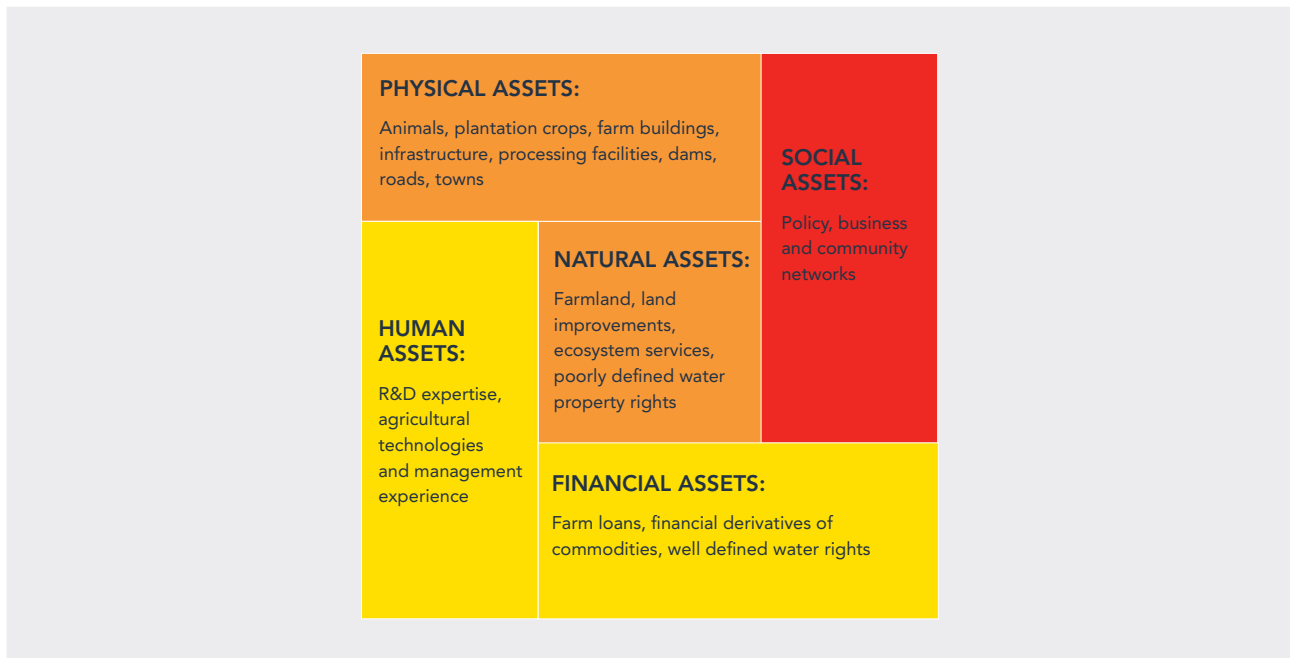 PHYSICAL ASSETS:
Animals, plantation crops, farm buildings,
infrastructure, processing facilities, dams,
roads, towns
SOCIAL
ASSETS:
Policy, business
and community
networks
HUMAN
ASSETS:
R&D expertise,
agricultural
technologies
and management
experience
NATURAL ASSETS:
Farmland, land
improvements,
ecosystem services,
poorly defined water
property rights
FINANCIAL ASSETS:
Farm loans, financial derivatives of
commodities, well defined water rights